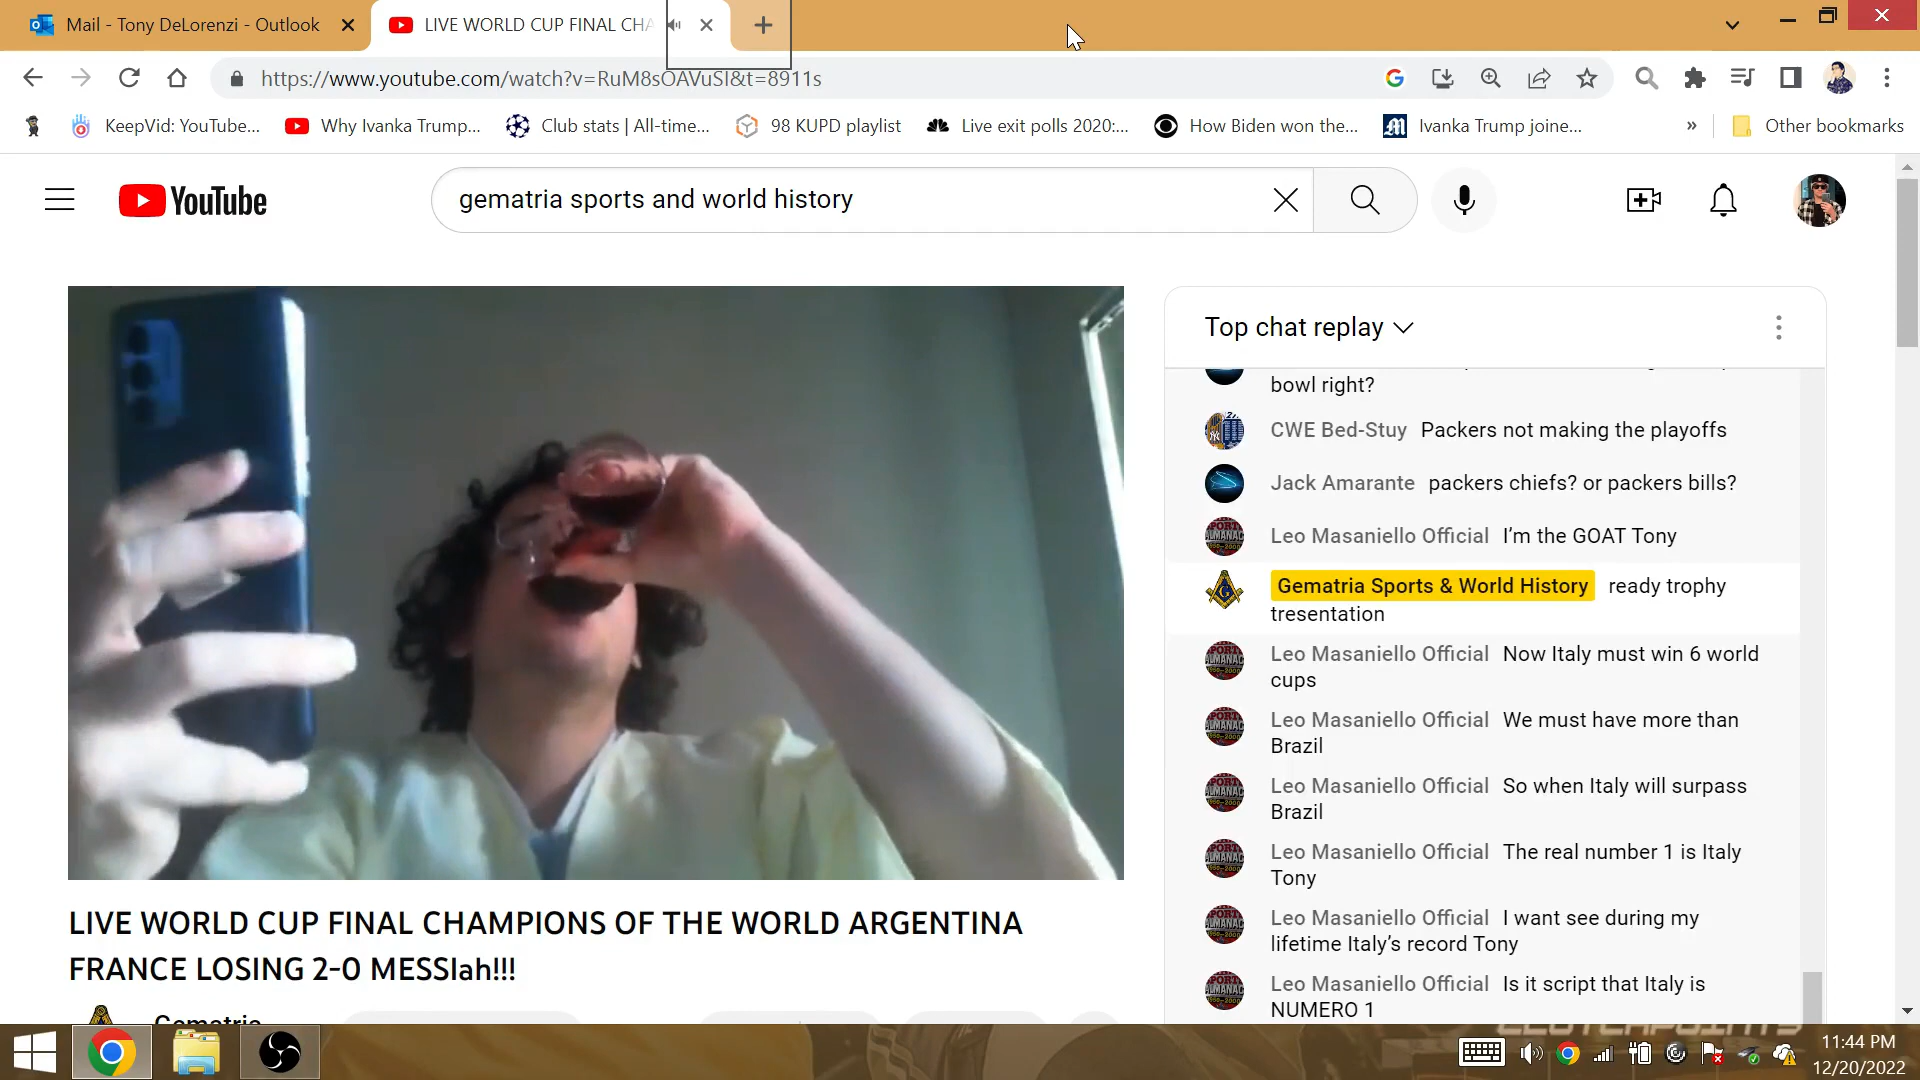 Mail - Tony DeLorenzi - Outlook
LIVE WORLD CUP FINAL CHA
https://www.youtube.com/watch?v=RuM8sOAVuSI&t=8911s
KeepVid: YouTube...
Why Ivanka Trump...
Club stats | All-time...
98 KUPD playlist
Live exit polls 2020:...
How Biden won the...
Ivanka Trump joine...
»
Other bookmarks
YouTube
gematria sports and world history
Top chat replay
bowl right?
CWE Bed-Stuy Packers not making the playoffs
Jack Amarante packers chiefs? or packers bills?
Leo Masaniello Official I'm the GOAT Tony
Gematria Sports & World History ready trophy
tresentation
Leo Masaniello Official Now Italy must win 6 world
cups
Leo Masaniello Official We must have more than
Brazil
Leo Masaniello Official So when Italy will surpass
Brazil
Leo Masaniello Official The real number 1 is Italy
Tony
Leo Masaniello Official I want see during my
lifetime Italy's record Tony
Leo Masaniello Official Is it script that Italy is
NUMERO 1
LIVE WORLD CUP FINAL CHAMPIONS OF THE WORLD ARGENTINA
FRANCE LOSING 2-0 MESSIah!!!
Gematria
CLUTCHPOINTS
11:44 PM
12/20/2022